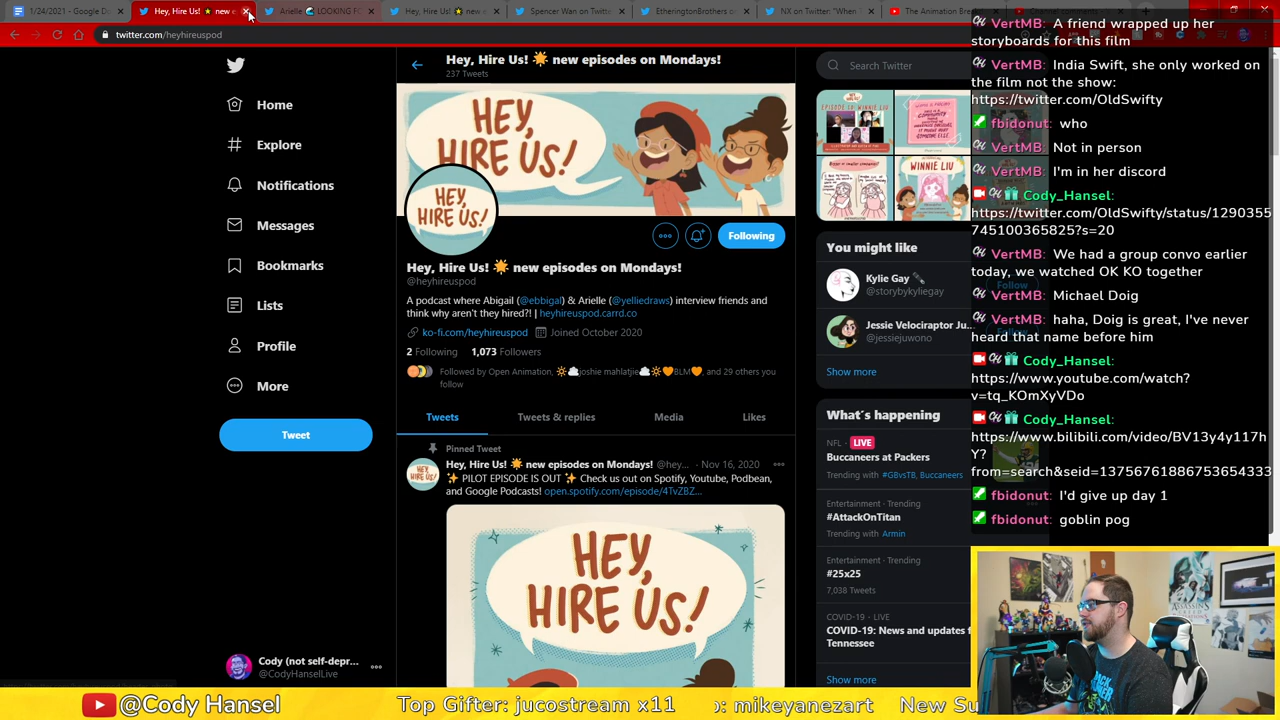 1/24/2021 - Google D
Hey, Hire Us! ☀ new e
Arielle 🌊 LOOKING FO
Hey, Hire Us! ☀ new e
Spencer Wan on Twitte
EtheringtonBrothers c
NX on Twitter: "When
The Animation Break
twitter.com/heyhireuspod
Home
Explore
Notifications
Messages
Bookmarks
Lists
Profile
More
Tweet
Cody (not self-depr...
@CodyHanselLive
Hey, Hire Us! ☀ new episodes on Mondays!
237 Tweets
HEY,
HIRE US!
HEY,
HIRE US!
Following
Hey, Hire Us! ☀ new episodes on Mondays!
@heyhireuspod
A podcast where Abigail (@ebbigal) & Arielle (@yelliedraws) interview friends and
think why aren't they hired?! | heyhireuspod.carrd.co
ko-fi.com/heyhireuspod Joined October 2020
2 Following 1,073 Followers
Followed by Open Animation, ☀☁joshie mahlatjie☁☀🧡BLM🧡, and 29 others you
follow
Tweets Tweets & replies Media Likes
Pinned Tweet
Hey, Hire Us! ☀ new episodes on Mondays! @hey... · Nov 16, 2020
✨ PILOT EPISODE IS OUT ✨ Check us out on Spotify, Youtube, Podbean,
and Google Podcasts! open.spotify.com/episode/4TvZBZ...
HEY,
HIRE US!
Search Twitter
WINNIE LIU
You might like
Kylie Gay
@storybykyliegay
Jessie Velociraptor Ju...
@jessiejuwono
Show more
What's happening
NFL · LIVE
Buccaneers at Packers
Trending with #GBvsTB, Buccaneers
Entertainment · Trending
#AttackOnTitan
Trending with Armin
Entertainment · Trending
#25x25
7,038 Tweets
COVID-19 · LIVE
COVID-19: News and updates f
Tennessee
Show more
VertMB: A friend wrapped up her
storyboards for this film
VertMB: India Swift, she only worked on
the film not the show:
https://twitter.com/OldSwifty
fbidonut: who
VertMB: Not in person
VertMB: I'm in her discord
Cody_Hansel:
https://twitter.com/OldSwifty/status/1290355
745100365825?s=20
VertMB: We had a group convo earlier
today, we watched OK KO together
VertMB: Michael Doig
VertMB: haha, Doig is great, I've never
heard that name before him
Cody_Hansel:
https://www.youtube.com/watch?
v=tq_KOmXyVDo
Cody_Hansel:
https://www.bilibili.com/video/BV13y4y117h
Y?
from=search&seid=13756761886753654333
fbidonut: I'd give up day 1
fbidonut: goblin pog
ASSASSIN'S
@Cody Hansel
Top Gifter: jucostream x11
: mikeyanezart
New Su